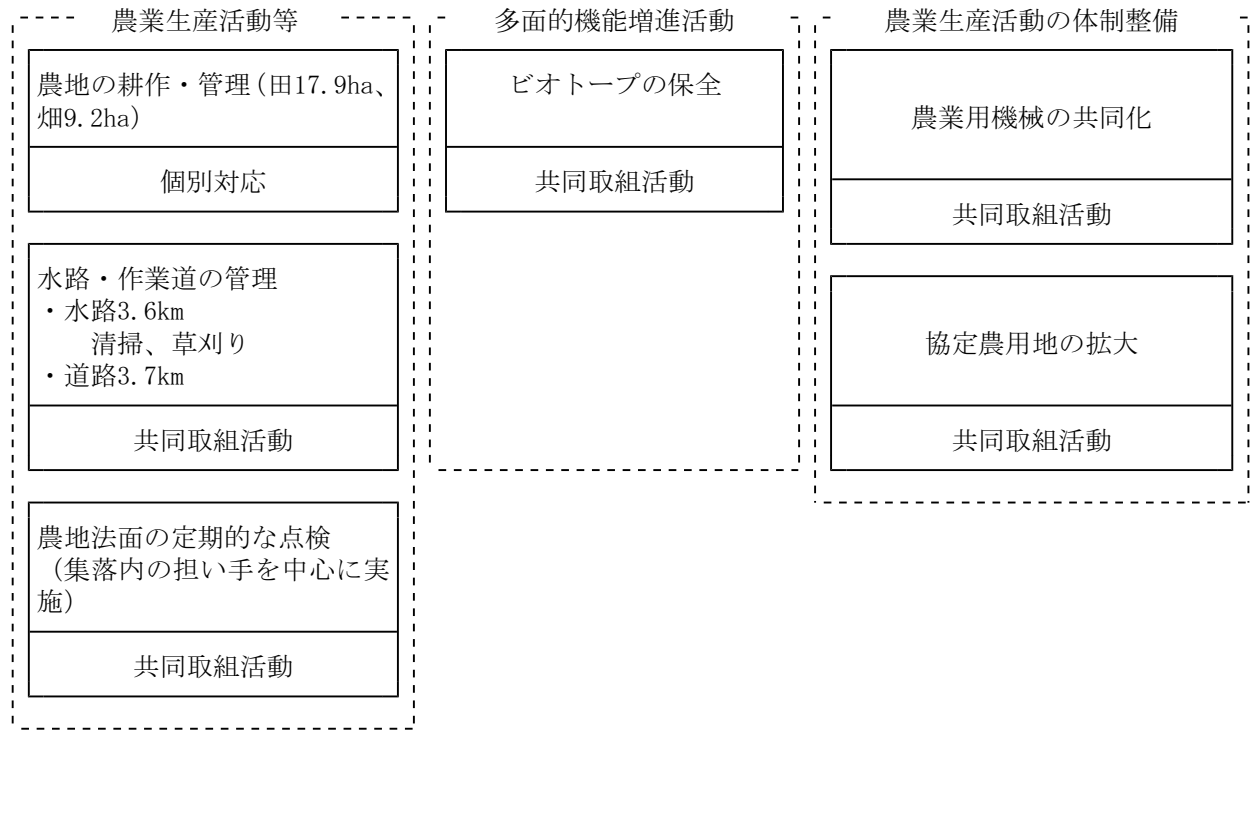 農業生産活動等
農地の耕作・管理(田17.9ha、
畑9.2ha)
個別対応
水路・作業道の管理
・水路3.6km
清掃、草刈り
・道路3.7km
共同取組活動
農地法面の定期的な点検
(集落内の担い手を中心に実
施)
共同取組活動
多面的機能増進活動
ビオトープの保全
共同取組活動
農業生産活動の体制整備
農業用機械の共同化
共同取組活動
協定農用地の拡大
共同取組活動